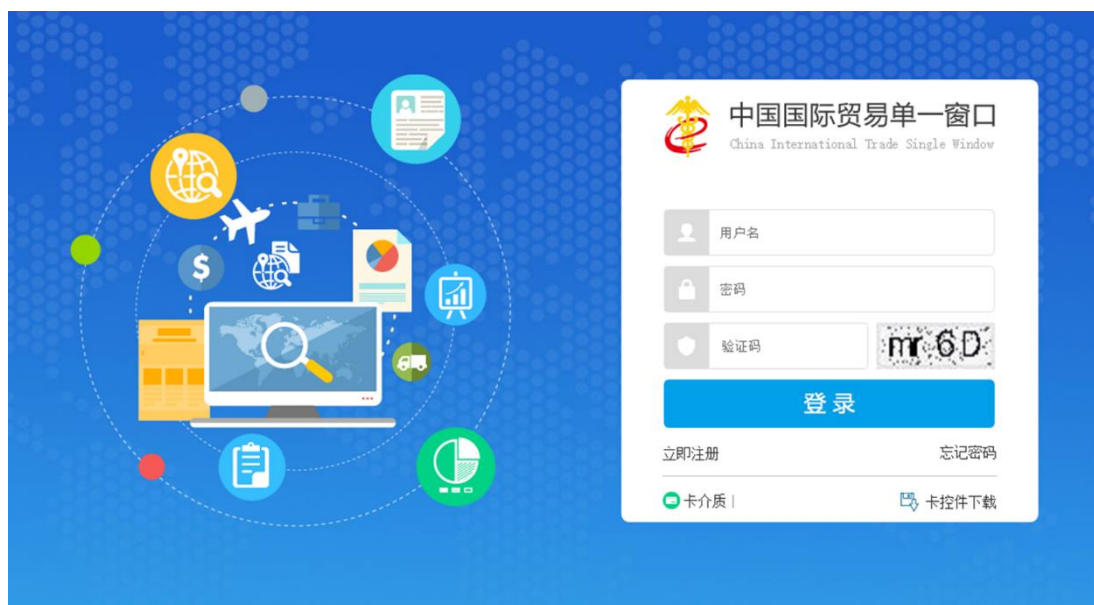 中国国际贸易单一窗口
China International Trade Single Window
用户名
密码
验证码
mr6D
登录
立即注册
忘记密码
卡介质 |
卡控件下载